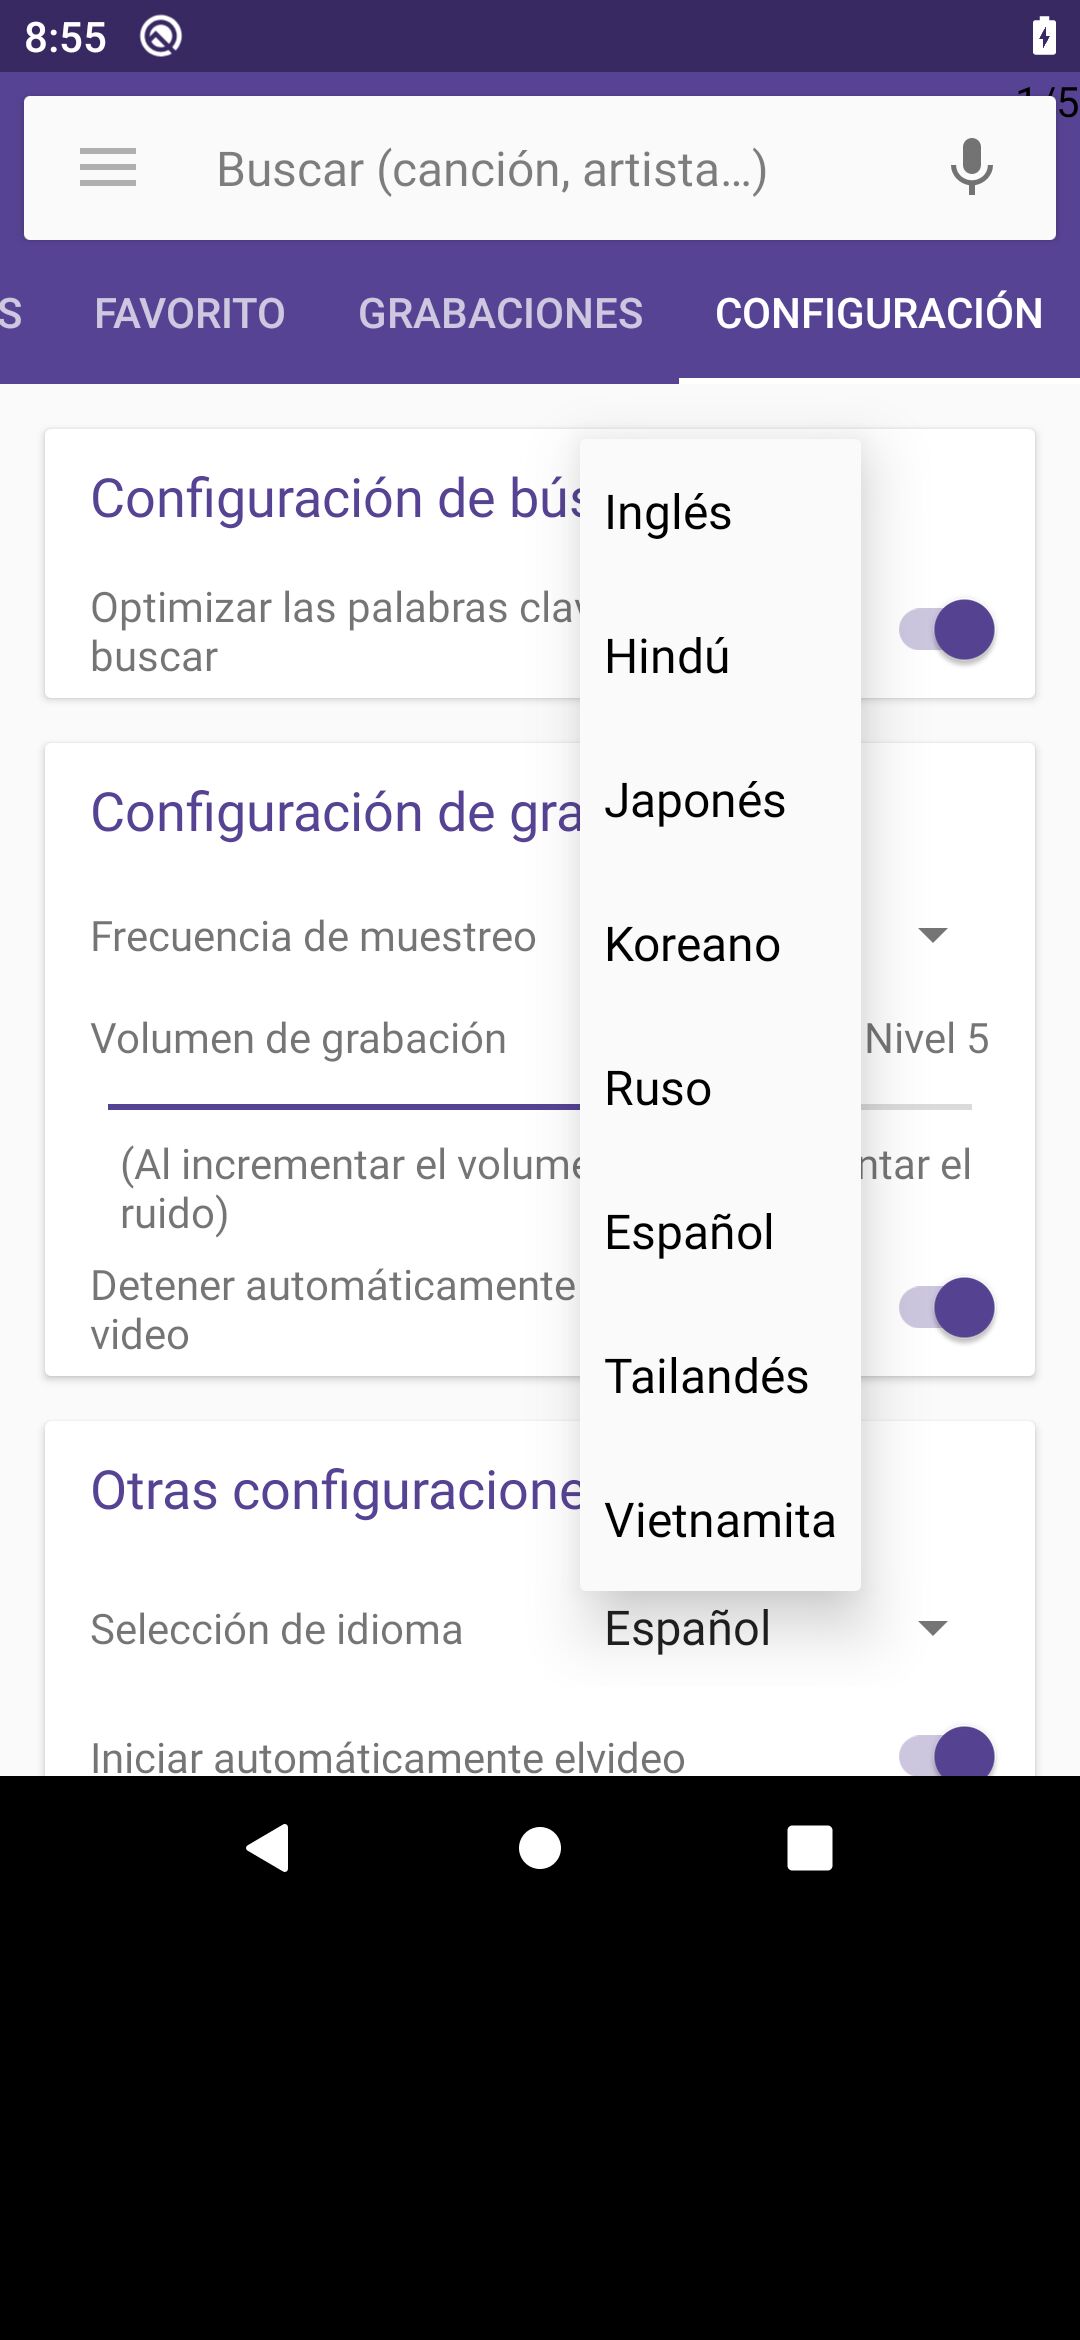 8:55
1/5
Buscar (canción, artista...)
S FAVORITO GRABACIONES CONFIGURACIÓN
Configuración de bús
Optimizar las palabras clav
buscar
Configuración de gra
Frecuencia de muestreo
Volumen de grabación Nivel 5
(Al incrementar el volume ntar el
ruido)
Detener automáticamente
video
Otras configuracione
Selección de idioma Español
Iniciar automáticamente elvideo
Inglés
Hindú
Japonés
Koreano
Ruso
Español
Tailandés
Vietnamita